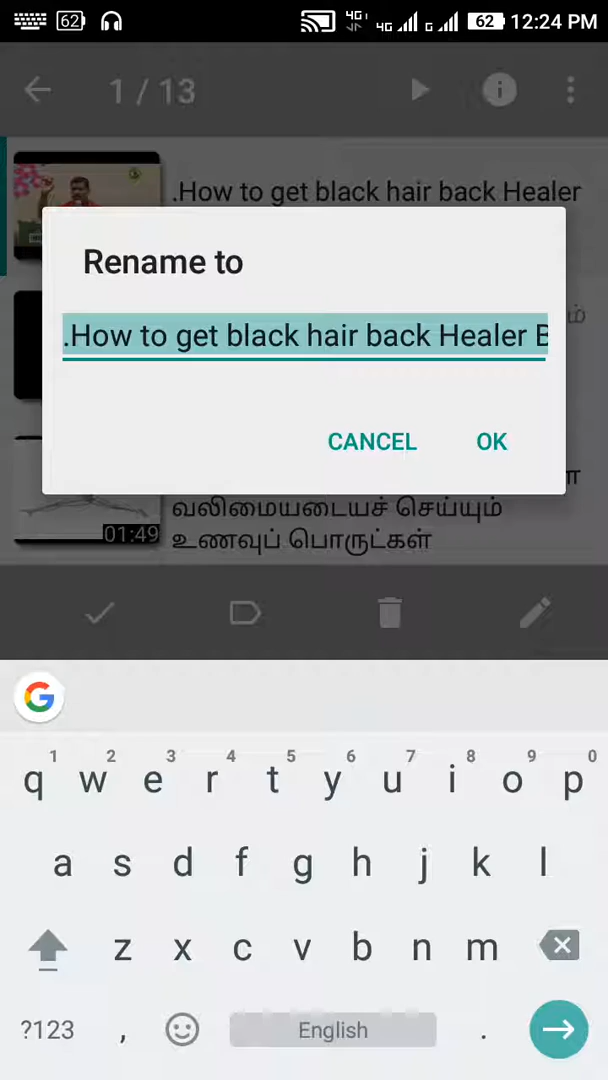 62 4G 4G G 62 12:24 PM
1 / 13
.How to get black hair back Healer
Rename to
.How to get black hair back Healer B
CANCEL OK
01:49
வலிமையடையச் செய்யும்
உணவுப் பொருட்கள்
G
1 2 3 4 5 6 7 8 9 0
q w e r t y u i o p
a s d f g h j k l
z x c v b n m
?123 , English .